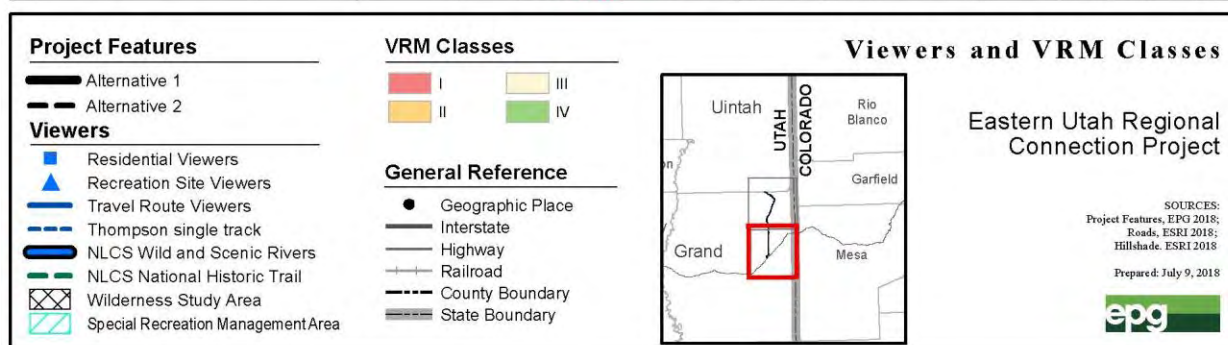 Project Features
Alternative 1
Alternative 2
Viewers
Residential Viewers
Recreation Site Viewers
Travel Route Viewers
Thompson single track
NLCS Wild and Scenic Rivers
NLCS National Historic Trail
Wilderness Study Area
Special Recreation Management Area
VRM Classes
I
II
III
IV
General Reference
Geographic Place
Interstate
Highway
Railroad
County Boundary
State Boundary
Uintah
UTAH
COLORADO
Rio
Blanco
Garfield
on
Grand
Mesa
Viewers and VRM Classes
Eastern Utah Regional
Connection Project
SOURCES:
Project Features, EPG 2018;
Roads, ESRI 2018;
Hillshade. ESRI 2018
Prepared: July 9, 2018
epg